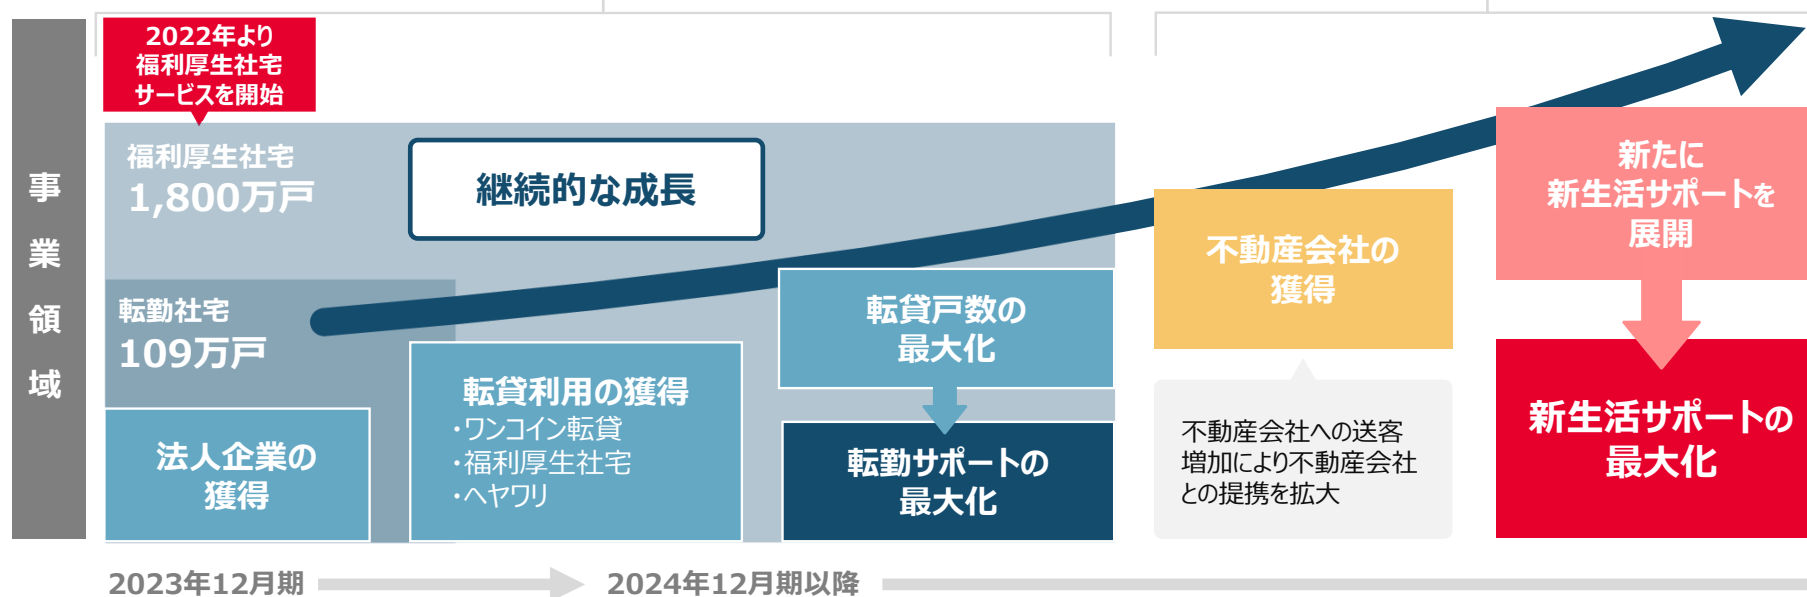 2022年より
福利厚生社宅
サービスを開始
事業領域
福利厚生社宅
1,800万戸
継続的な成長
転勤社宅
109万戸
法人企業の
獲得
転貸利用の獲得
・ワンコイン転貸
・福利厚生社宅
・ヘヤワリ
転貸戸数の
最大化
転勤サポートの
最大化
不動産会社の
獲得
不動産会社への送客
増加により不動産会社
との提携を拡大
新たに
新生活サポートを
展開
新生活サポートの
最大化
2023年12月期
2024年12月期以降